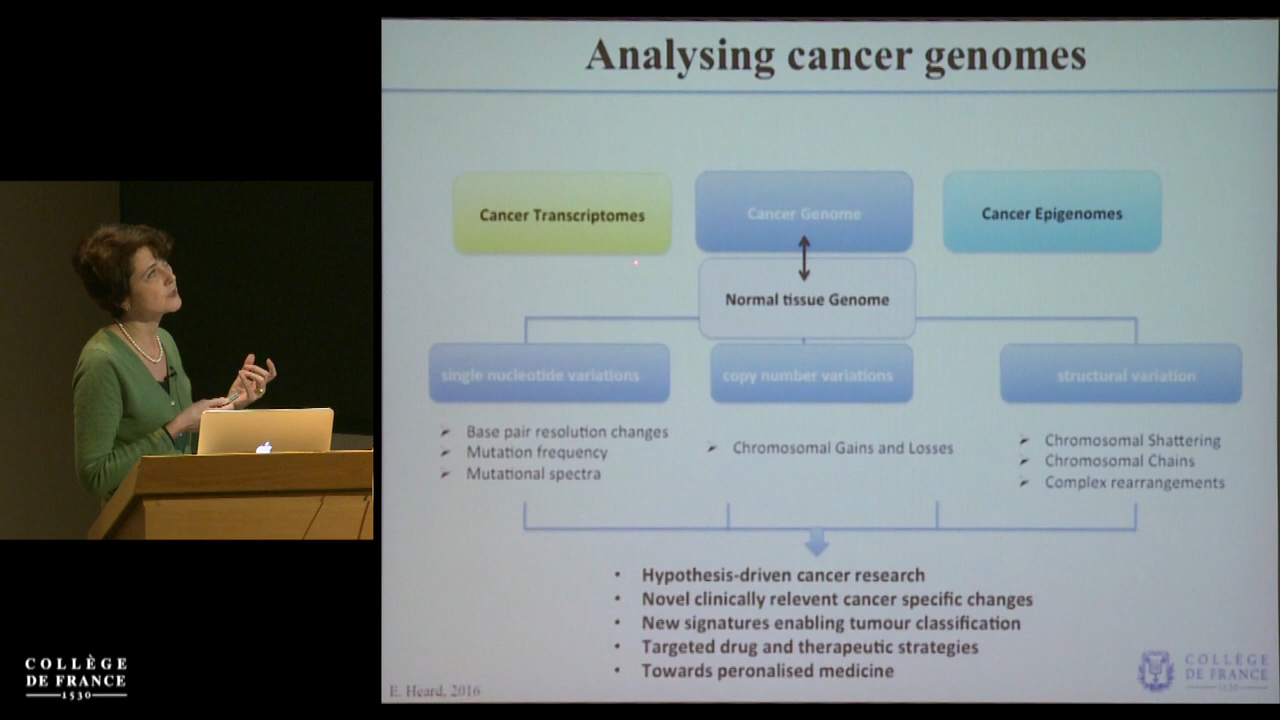 Analysing cancer genomes
Cancer Transcriptomes
Cancer Genome
Cancer Epigenomes
Normal tissue Genome
single nucleotide variations
copy number variations
structural variation
Base pair resolution changes
Mutation frequency
Mutational spectra
Chromosomal Gains and Losses
Chromosomal Shattering
Chromosomal Chains
Complex rearrangements
• Hypothesis-driven cancer research
• Novel clinically relevent cancer specific changes
• New signatures enabling tumour classification
• Targeted drug and therapeutic strategies
• Towards peronalised medicine
E. Heard, 2016
COLLÈGE
DE FRANCE
1530
COLLÈGE
DE FRANCE
1530